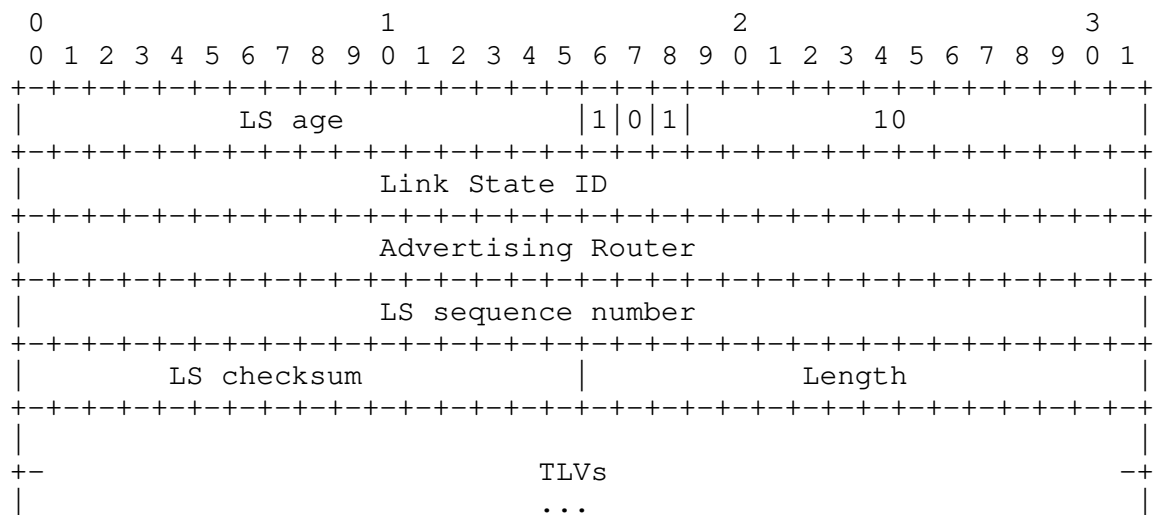 0                   1                   2                   3
 0 1 2 3 4 5 6 7 8 9 0 1 2 3 4 5 6 7 8 9 0 1 2 3 4 5 6 7 8 9 0 1
+-+-+-+-+-+-+-+-+-+-+-+-+-+-+-+-+-+-+-+-+-+-+-+-+-+-+-+-+-+-+-+-+
|            LS age             |1|0|1|          10             |
+-+-+-+-+-+-+-+-+-+-+-+-+-+-+-+-+-+-+-+-+-+-+-+-+-+-+-+-+-+-+-+-+
|                    Link State ID                              |
+-+-+-+-+-+-+-+-+-+-+-+-+-+-+-+-+-+-+-+-+-+-+-+-+-+-+-+-+-+-+-+-+
|                    Advertising Router                         |
+-+-+-+-+-+-+-+-+-+-+-+-+-+-+-+-+-+-+-+-+-+-+-+-+-+-+-+-+-+-+-+-+
|                    LS sequence number                         |
+-+-+-+-+-+-+-+-+-+-+-+-+-+-+-+-+-+-+-+-+-+-+-+-+-+-+-+-+-+-+-+-+
|        LS checksum            |            Length             |
+-+-+-+-+-+-+-+-+-+-+-+-+-+-+-+-+-+-+-+-+-+-+-+-+-+-+-+-+-+-+-+-+
|                                                               |
+-                            TLVs                             -+
|                             ...                               |